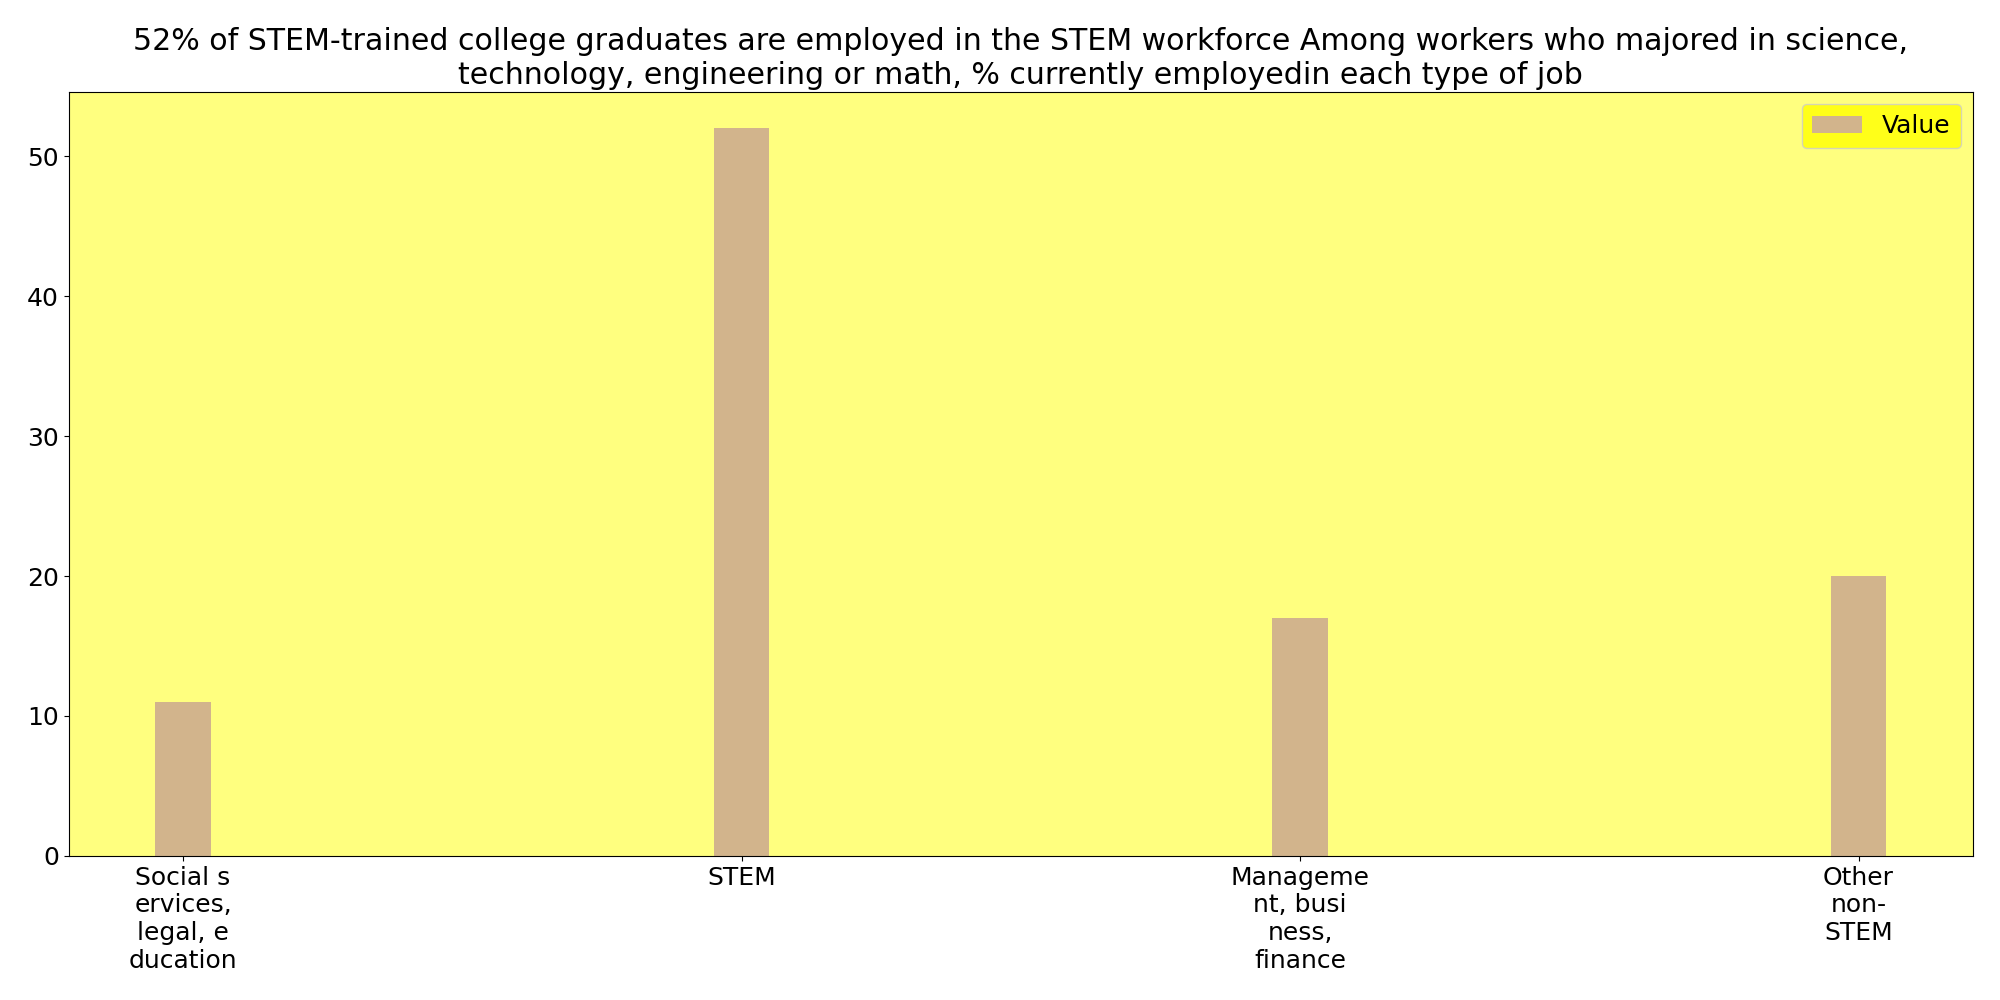 52% of STEM-trained college graduates are employed in the STEM workforce Among workers who majored in science,
technology, engineering or math, % currently employedin each type of job
Value
50
40
30
20
10
0
Social s
ervices,
legal, e
ducation
STEM
Manageme
nt, busi
ness,
finance
Other
non-
STEM